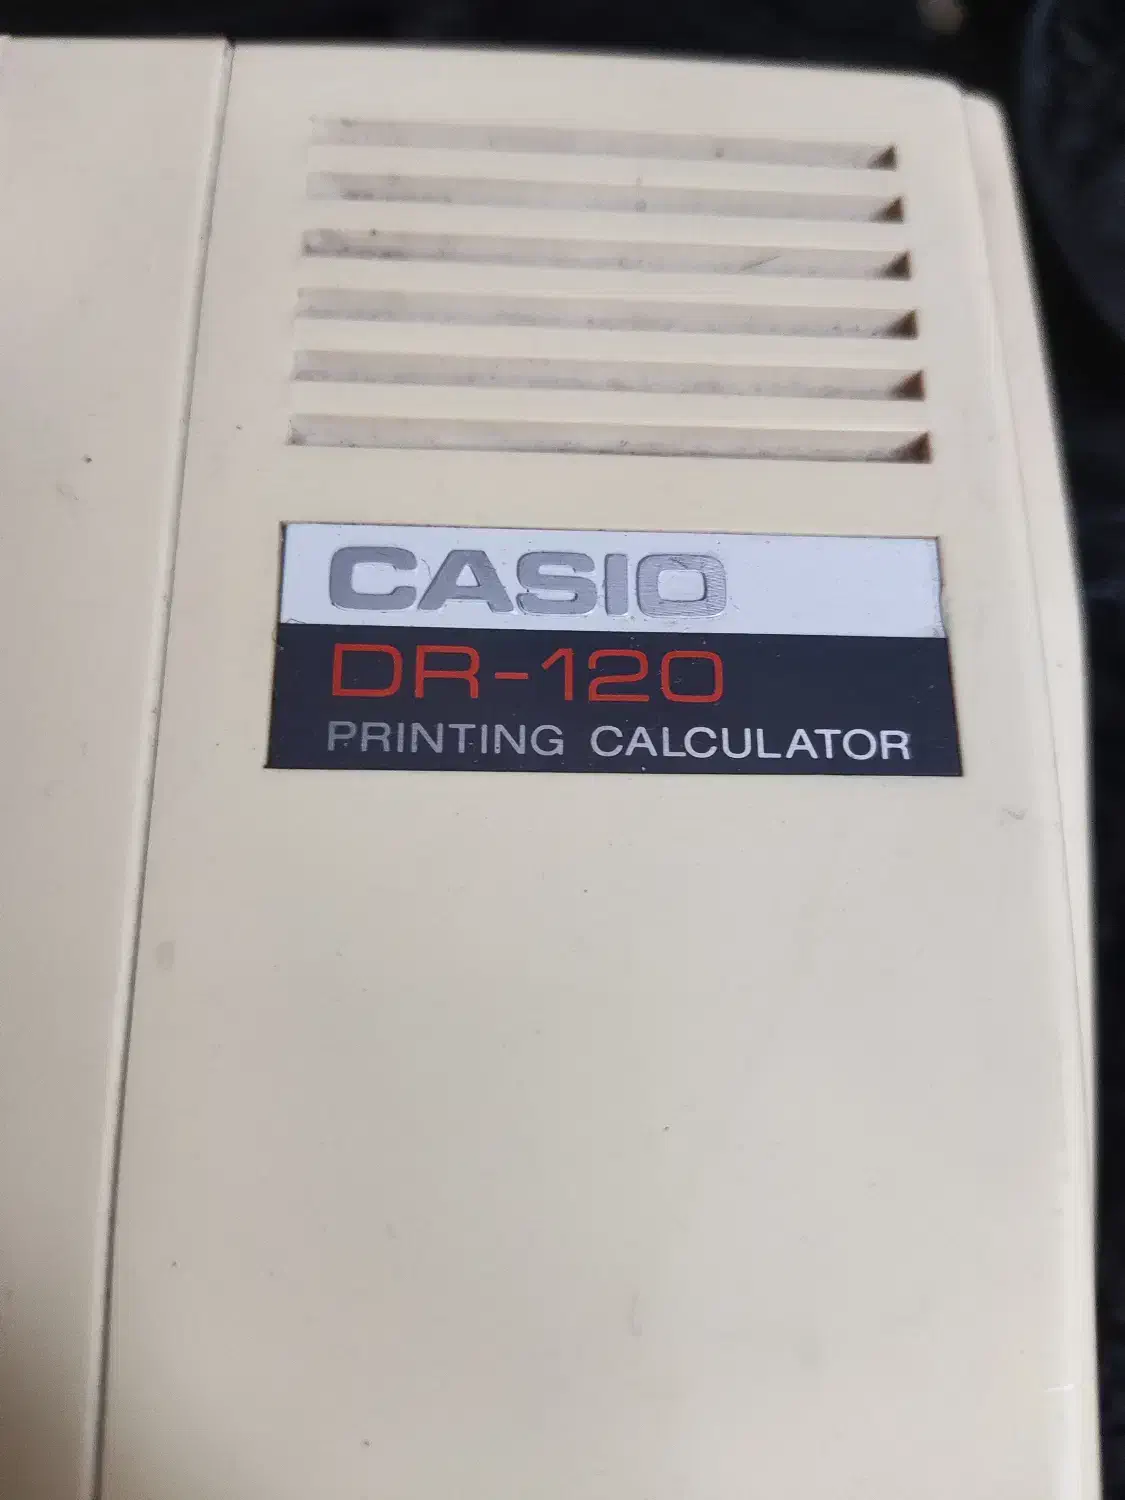 CASIO
DR-120
PRINTING CALCULATOR